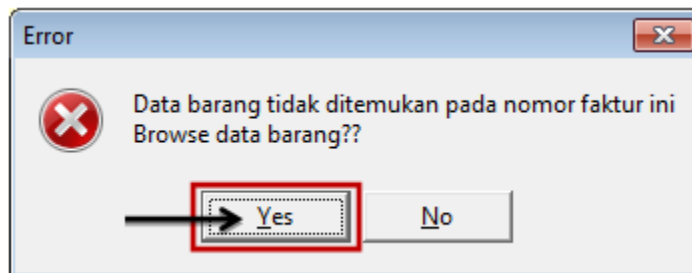 Error
Data barang tidak ditemukan pada nomor faktur ini
Browse data barang??
Yes No